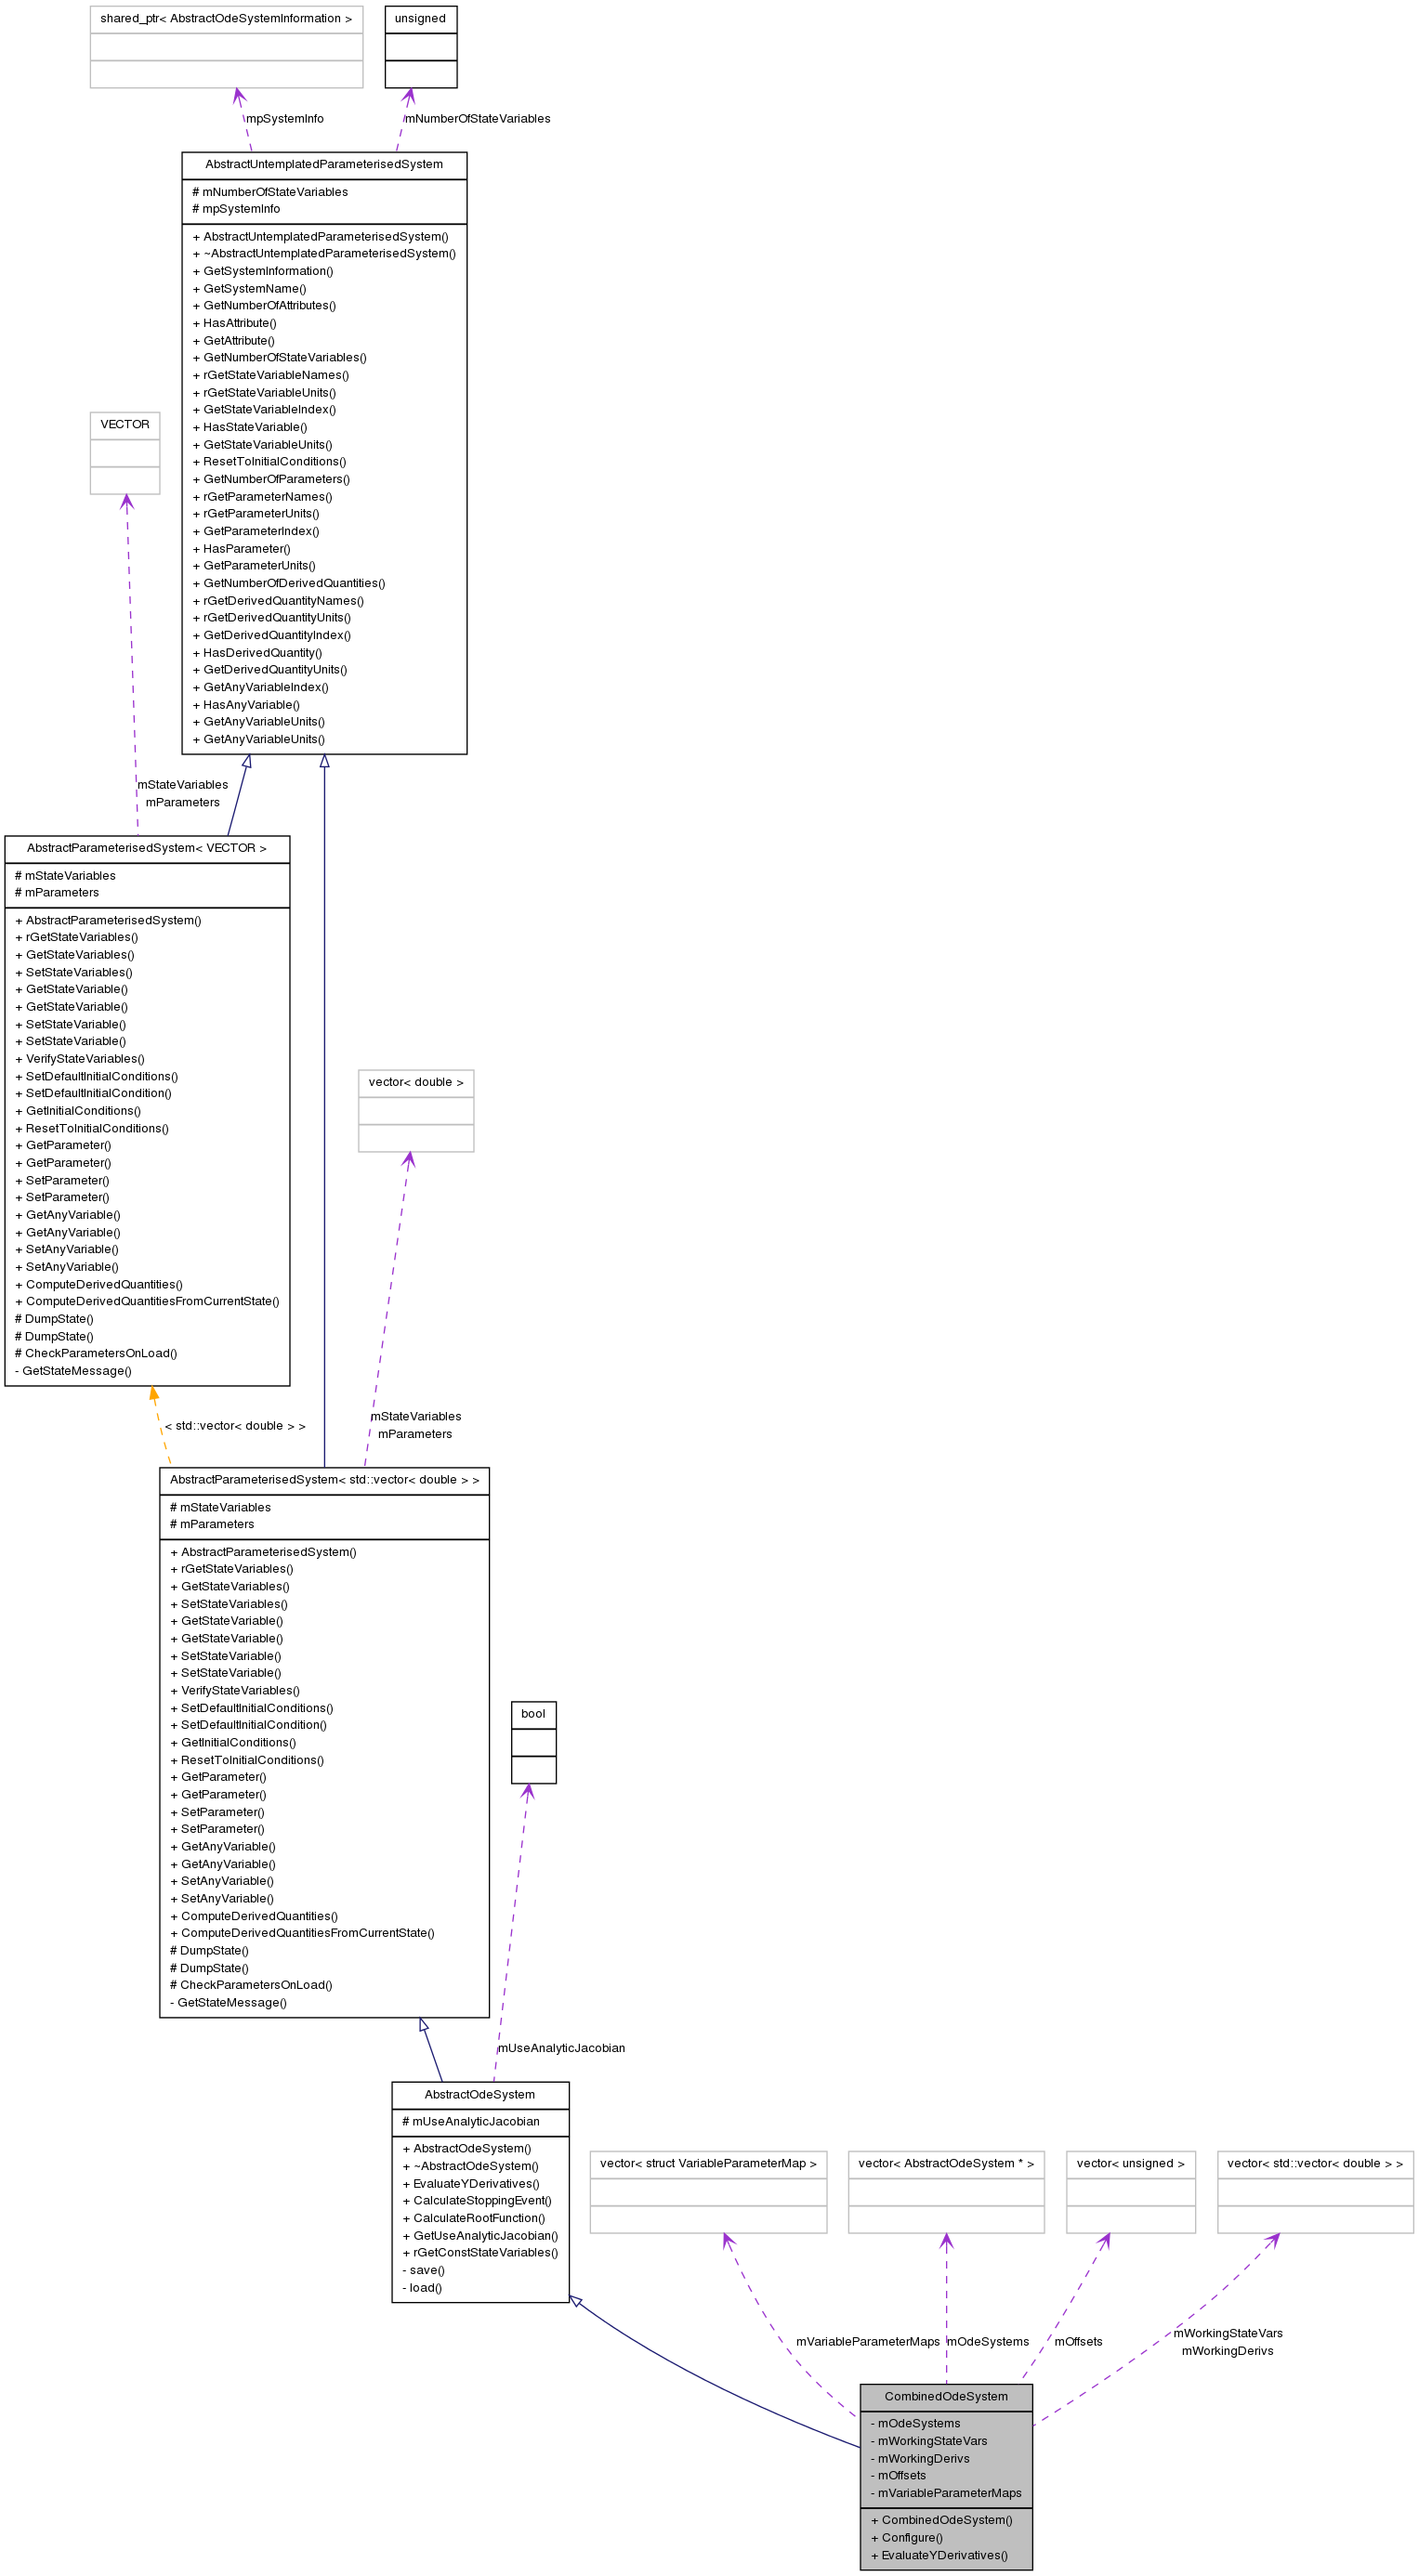 shared_ptr< AbstractOdeSystemInformation >
unsigned
mpSystemInfo
mNumberOfStateVariables
AbstractUntemplatedParameterisedSystem
# mNumberOfStateVariables
# mpSystemInfo
+ AbstractUntemplatedParameterisedSystem()
+ ~AbstractUntemplatedParameterisedSystem()
+ GetSystemInformation()
+ GetSystemName()
+ GetNumberOfAttributes()
+ HasAttribute()
+ GetAttribute()
+ GetNumberOfStateVariables()
+ rGetStateVariableNames()
+ rGetStateVariableUnits()
+ GetStateVariableIndex()
+ HasStateVariable()
+ GetStateVariableUnits()
+ ResetToInitialConditions()
+ GetNumberOfParameters()
+ rGetParameterNames()
+ rGetParameterUnits()
+ GetParameterIndex()
+ HasParameter()
+ GetParameterUnits()
+ GetNumberOfDerivedQuantities()
+ rGetDerivedQuantityNames()
+ rGetDerivedQuantityUnits()
+ GetDerivedQuantityIndex()
+ HasDerivedQuantity()
+ GetDerivedQuantityUnits()
+ GetAnyVariableIndex()
+ HasAnyVariable()
+ GetAnyVariableUnits()
+ GetAnyVariableUnits()
VECTOR
mStateVariables
mParameters
AbstractParameterisedSystem< VECTOR >
# mStateVariables
# mParameters
+ AbstractParameterisedSystem()
+ rGetStateVariables()
+ GetStateVariables()
+ SetStateVariables()
+ GetStateVariable()
+ GetStateVariable()
+ SetStateVariable()
+ SetStateVariable()
+ VerifyStateVariables()
+ SetDefaultInitialConditions()
+ SetDefaultInitialCondition()
+ GetInitialConditions()
+ ResetToInitialConditions()
+ GetParameter()
+ GetParameter()
+ SetParameter()
+ SetParameter()
+ GetAnyVariable()
+ GetAnyVariable()
+ SetAnyVariable()
+ SetAnyVariable()
+ ComputeDerivedQuantities()
+ ComputeDerivedQuantitiesFromCurrentState()
# DumpState()
# DumpState()
# CheckParametersOnLoad()
- GetStateMessage()
vector< double >
< std::vector< double > >
mStateVariables
mParameters
AbstractParameterisedSystem< std::vector< double > >
# mStateVariables
# mParameters
+ AbstractParameterisedSystem()
+ rGetStateVariables()
+ GetStateVariables()
+ SetStateVariables()
+ GetStateVariable()
+ GetStateVariable()
+ SetStateVariable()
+ SetStateVariable()
+ VerifyStateVariables()
+ SetDefaultInitialConditions()
+ SetDefaultInitialCondition()
+ GetInitialConditions()
+ ResetToInitialConditions()
+ GetParameter()
+ GetParameter()
+ SetParameter()
+ SetParameter()
+ GetAnyVariable()
+ GetAnyVariable()
+ SetAnyVariable()
+ SetAnyVariable()
+ ComputeDerivedQuantities()
+ ComputeDerivedQuantitiesFromCurrentState()
# DumpState()
# DumpState()
# CheckParametersOnLoad()
- GetStateMessage()
bool
mUseAnalyticJacobian
AbstractOdeSystem
# mUseAnalyticJacobian
+ AbstractOdeSystem()
+ ~AbstractOdeSystem()
+ EvaluateYDerivatives()
+ CalculateStoppingEvent()
+ CalculateRootFunction()
+ GetUseAnalyticJacobian()
+ rGetConstStateVariables()
- save()
- load()
vector< struct VariableParameterMap >
vector< AbstractOdeSystem * >
vector< unsigned >
vector< std::vector< double > >
mVariableParameterMaps
mOdeSystems
mOffsets
mWorkingStateVars
mWorkingDerivs
CombinedOdeSystem
- mOdeSystems
- mWorkingStateVars
- mWorkingDerivs
- mOffsets
- mVariableParameterMaps
+ CombinedOdeSystem()
+ Configure()
+ EvaluateYDerivatives()